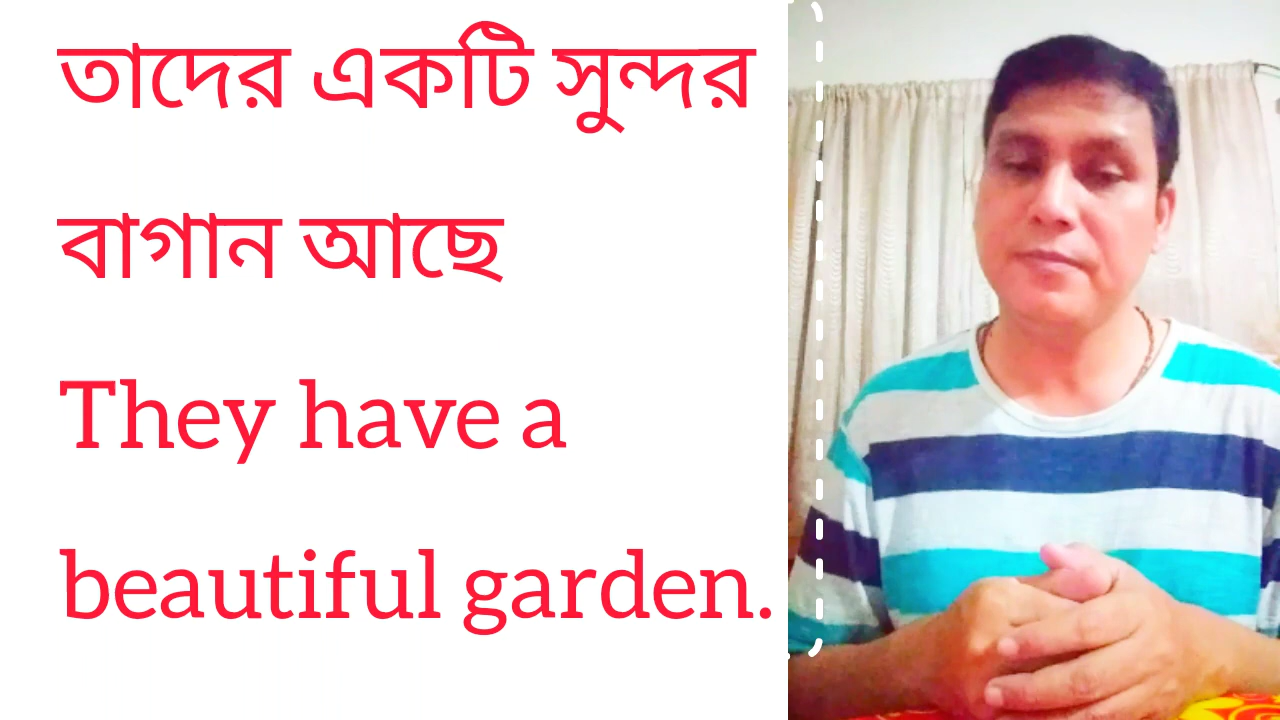 তাদের একটি সুন্দর
বাগান আছে
They have a
beautiful garden.